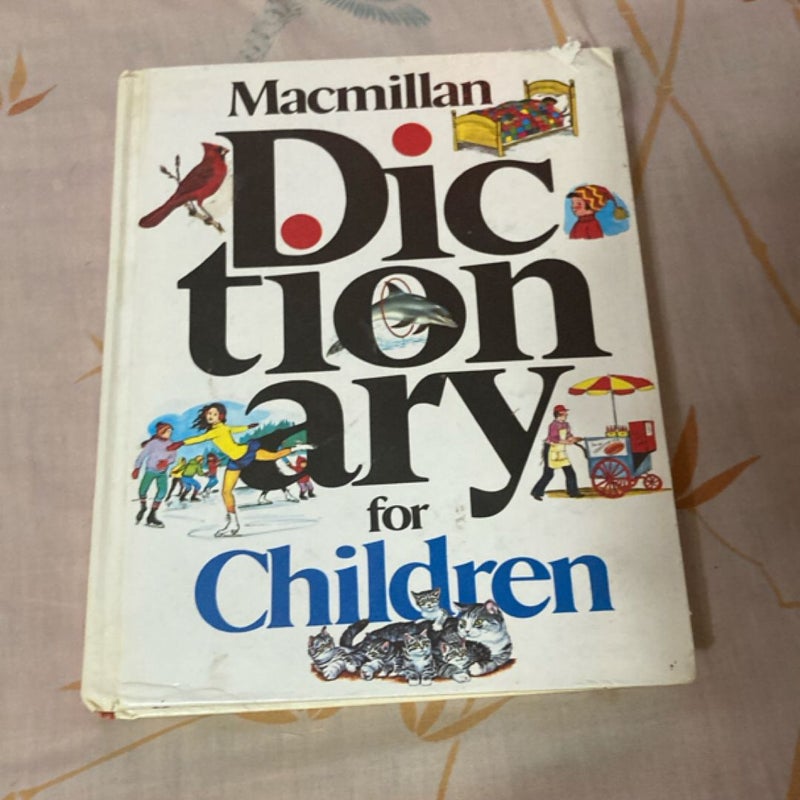 Macmillan
Dic
tion
ary
for
Children